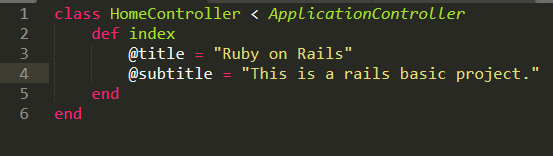 1 class HomeController < ApplicationController
2     def index
3         @title = "Ruby on Rails"
4         @subtitle = "This is a rails basic project."
5     end
6 end